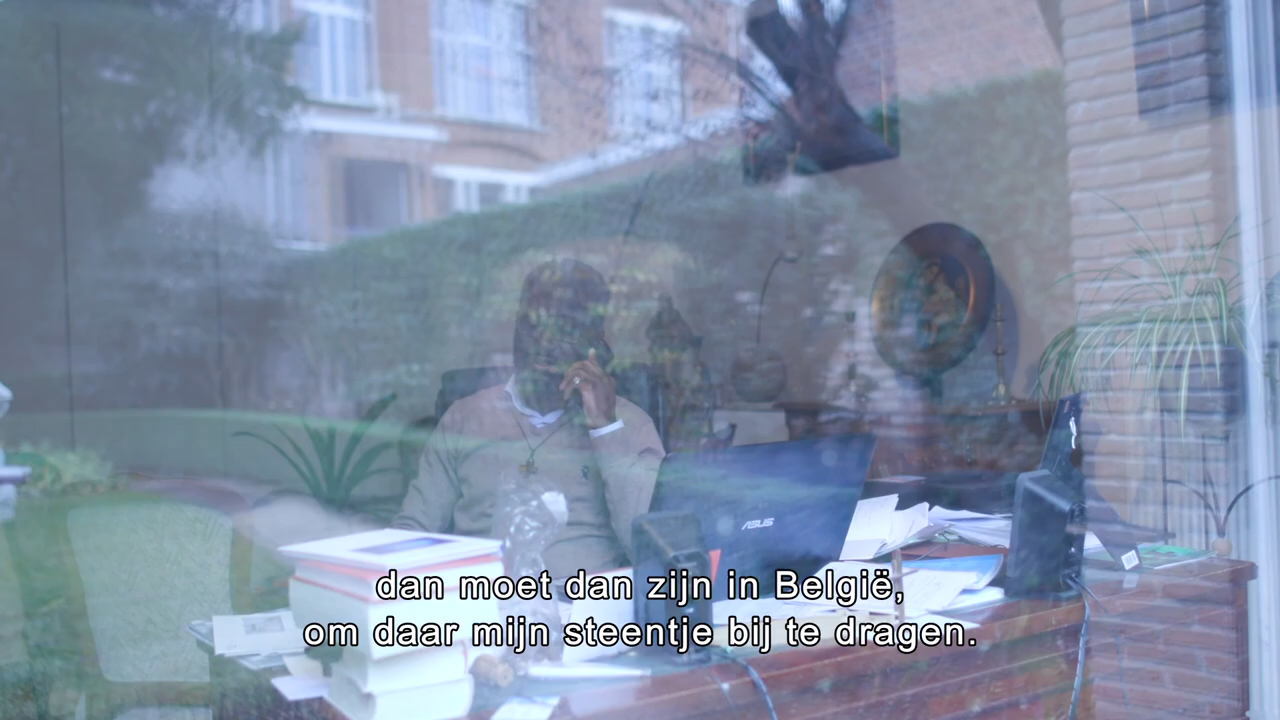 ASUS
dan moet dan zijn in België,
om daar mijn steentje bij te dragen.